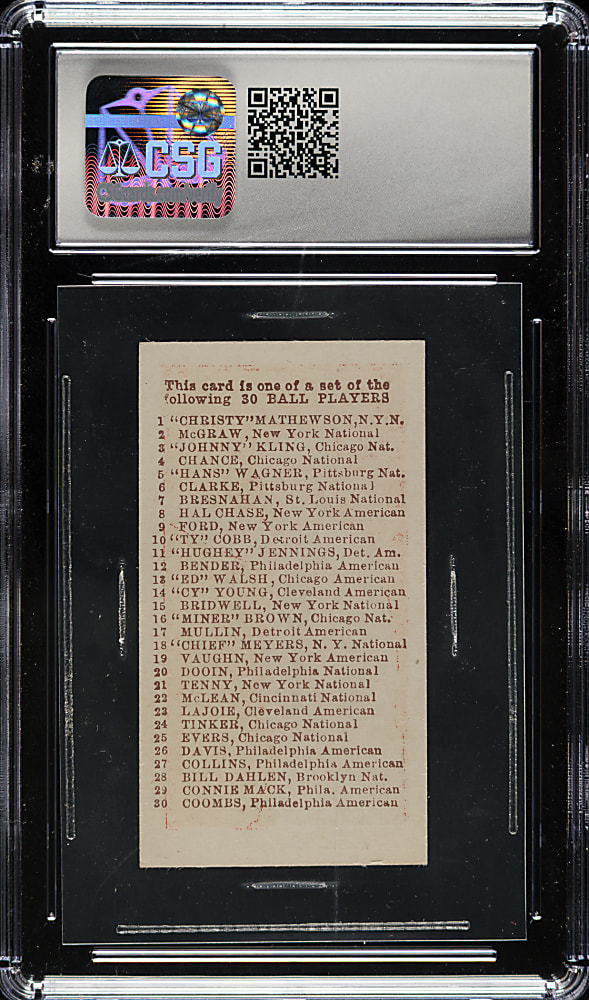 CSG
This card is one of a set of the
following 30 BALL PLAYERS
1 "CHRISTY" MATHEWSON, N.Y.N.
2 McGRAW, New York National
3 "JOHNNY" KLING, Chicago Nat.
4 CHANCE, Chicago National
5 "HANS" WAGNER, Pittsburg Nat.
6 CLARKE, Pittsburg National
7 BRESNAHAN, St. Louis National
8 HAL CHASE, New York American
9 FORD, New York American
10 "TY" COBB, Detroit American
11 "HUGHEY" JENNINGS, Det. Am.
12 BENDER, Philadelphia American
13 "ED" WALSH, Chicago American
14 "CY" YOUNG, Cleveland American
15 BRIDWELL, New York National
16 "MINER" BROWN, Chicago Nat.
17 MULLIN, Detroit American
18 "CHIEF" MEYERS, N. Y. National
19 VAUGHN, New York American
20 DOOIN, Philadelphia National
21 TENNY, New York National
22 McLEAN, Cincinnati National
23 LAJOIE, Cleveland American
24 TINKER, Chicago National
25 EVERS, Chicago National
26 DAVIS, Philadelphia American
27 COLLINS, Philadelphia American
28 BILL DAHLEN, Brooklyn Nat.
29 CONNIE MACK, Phila. American
30 COOMBS, Philadelphia American